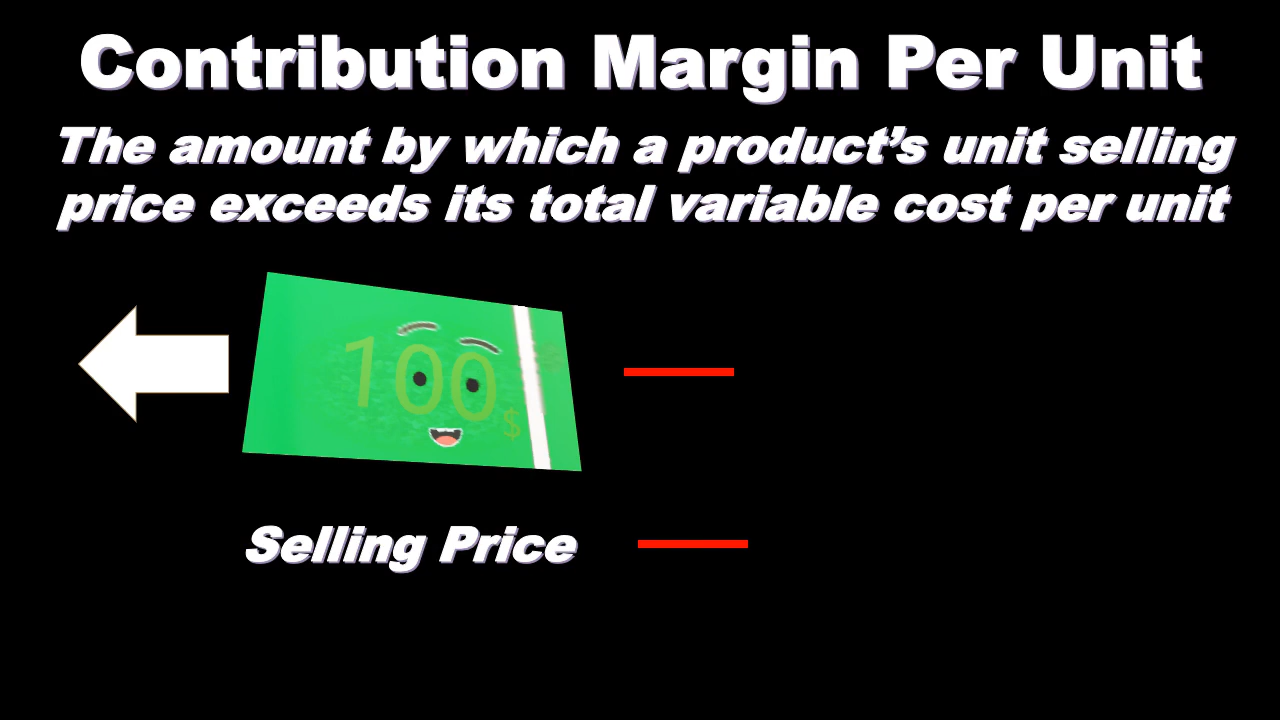 Contribution Margin Per Unit
The amount by which a product’s unit selling
price exceeds its total variable cost per unit
100
$
Selling Price